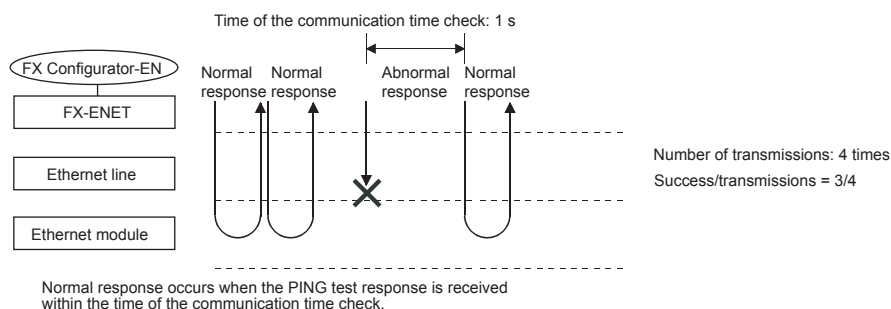 Time of the communication time check: 1 s
FX Configurator-EN
Normal response
Normal response
Abnormal response
Normal response
FX-ENET
Ethernet line
Ethernet module
Number of transmissions: 4 times
Success/transmissions = 3/4
Normal response occurs when the PING test response is received
within the time of the communication time check.